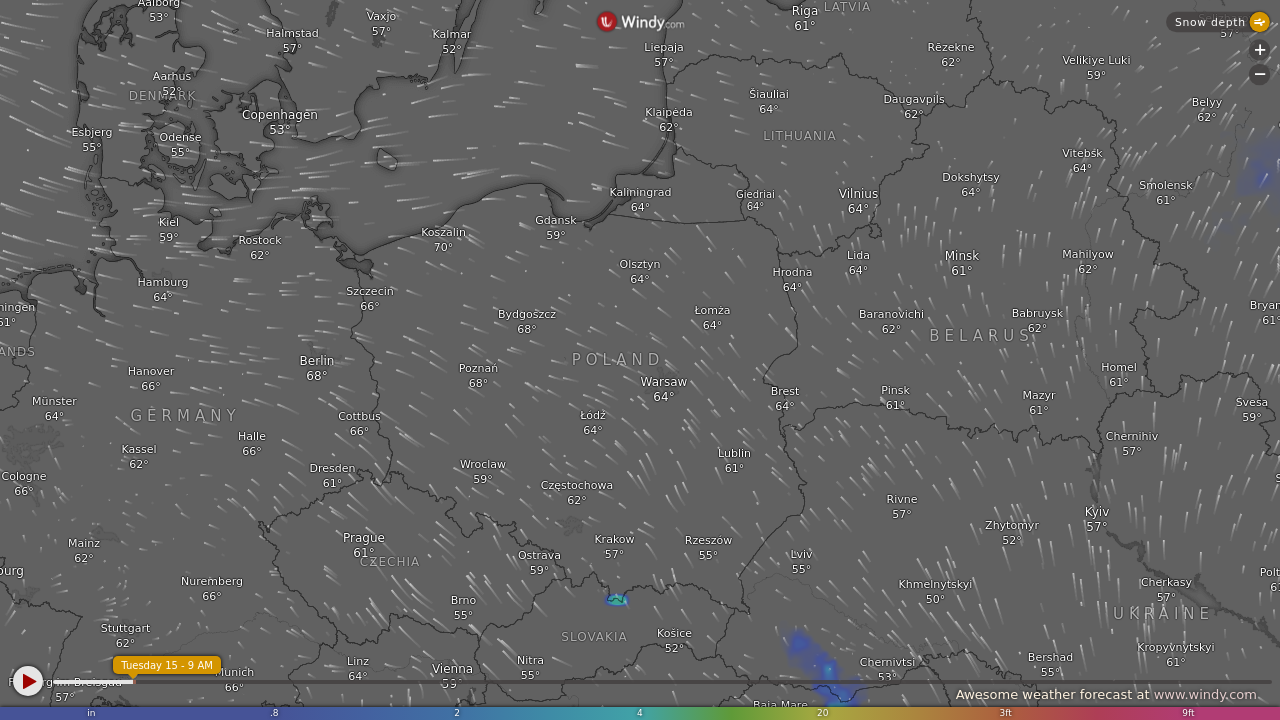 Aalborg
53°
Halmstad
57°
Vaxjo
57°
Kalmar
52°
Windy.com
Riga
61°
LATVIA
Snow depth
57°
Liepaja
57°
Rēzekne
62°
Velikiye Luki
59°
+
−
Aarhus
52°
DENMARK
Copenhagen
53°
Klaipėda
62°
Šiauliai
64°
Daugavpils
62°
Belyy
62°
Esbjerg
55°
Odense
55°
LITHUANIA
Vitebsk
64°
Kaliningrad
64°
Giedriai
64°
Vilnius
64°
Dokshytsy
64°
Smolensk
61°
Kiel
59°
Rostock
62°
Koszalin
70°
Gdansk
59°
Olsztyn
64°
Hrodna
64°
Lida
64°
Minsk
61°
Mahilyow
62°
Hamburg
64°
Szczecin
66°
Bydgoszcz
68°
Łomża
64°
Baranovichi
62°
Babruysk
62°
BELARUS
Berlin
68°
Hanover
66°
Poznań
68°
POLAND
Warsaw
64°
Brest
64°
Pinsk
61°
Mazyr
61°
Homel
61°
Münster
64°
GERMANY
Cottbus
66°
Łódź
64°
Svesa
59°
Kassel
62°
Halle
66°
Lublin
61°
Chernihiv
57°
Cologne
66°
Dresden
61°
Wroclaw
59°
Częstochowa
62°
Rivne
57°
Zhytomyr
52°
Kyiv
57°
Mainz
62°
Prague
61°
CZECHIA
Ostrava
59°
Krakow
57°
Rzeszow
55°
Lviv
55°
Nuremberg
66°
Brno
55°
Khmelnytskyi
50°
Cherkasy
57°
UKRAINE
Stuttgart
62°
SLOVAKIA
Košice
52°
Kropyvnytskyi
61°
Tuesday 15 - 9 AM
Munich
66°
Linz
64°
Vienna
59°
Nitra
55°
Chernivtsi
53°
Bershad
55°
57°
Baia Mare
Awesome weather forecast at www.windy.com
in .8 2 4 20 3ft 9ft